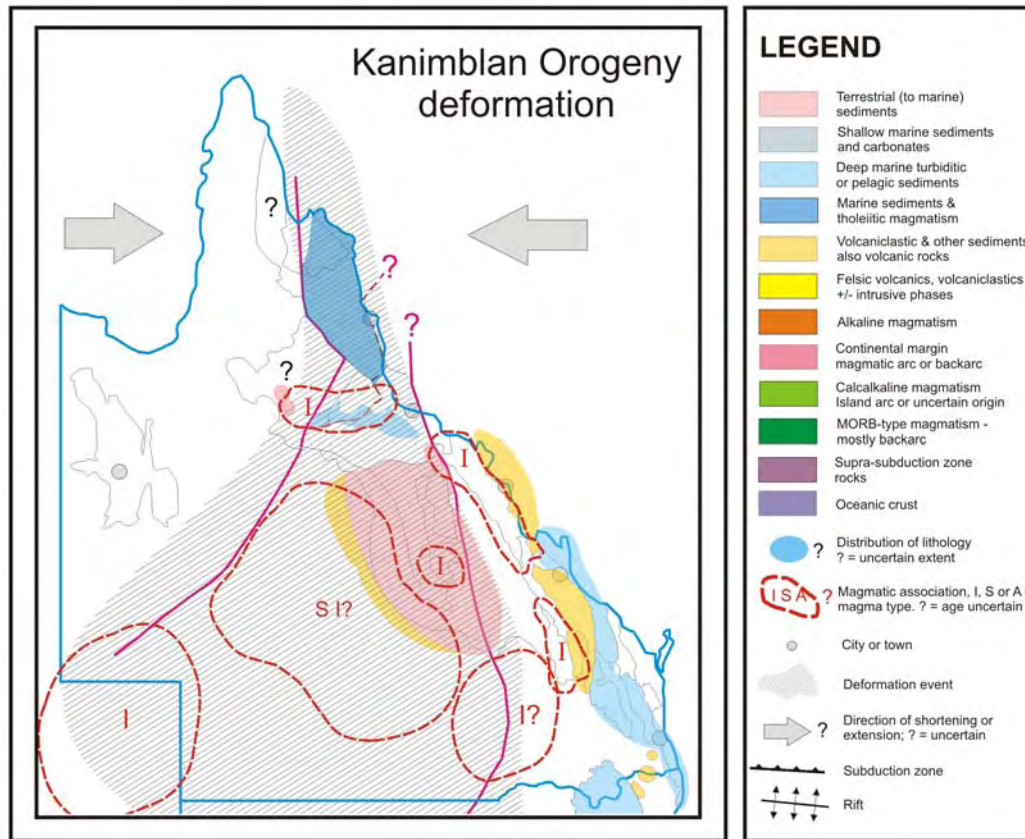 Kanimblan Orogeny
deformation
?
?
?
?
I
I
I
S I?
I
I
I?
LEGEND
Terrestrial (to marine)
sediments
Shallow marine sediments
and carbonates
Deep marine turbiditic
or pelagic sediments
Marine sediments &
tholeiitic magmatism
Volcaniclastic & other sediments
also volcanic rocks
Felsic volcanics, volcaniclastics
+/- intrusive phases
Alkaline magmatism
Continental margin
magmatic arc or backarc
Calcalkaline magmatism
Island arc or uncertain origin
MORB-type magmatism -
mostly backarc
Supra-subduction zone
rocks
Oceanic crust
? Distribution of lithology
? = uncertain extent
I S A ? Magmatic association, I, S or A
magma type. ? = age uncertain
City or town
Deformation event
? Direction of shortening or
extension; ? = uncertain
Subduction zone
Rift